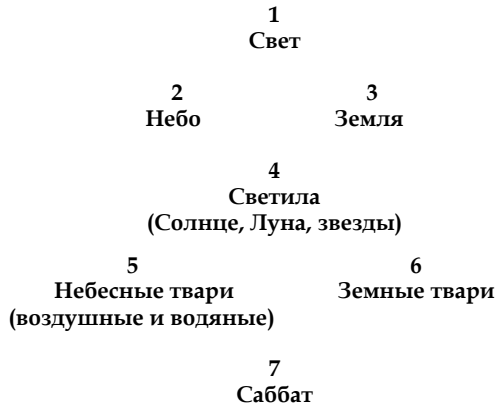 1
Свет
2 3
Небо Земля
4
Светила
(Солнце, Луна, звезды)
5 6
Небесные твари Земные твари
(воздушные и водяные)
7
Саббат